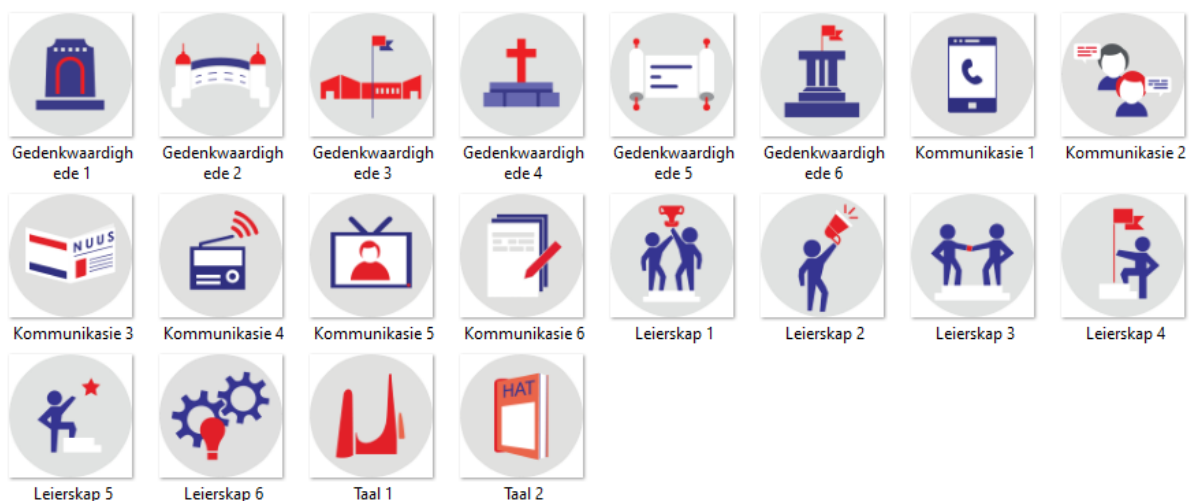 Gedenkwaardigh
ede 1
Gedenkwaardigh
ede 2
Gedenkwaardigh
ede 3
Gedenkwaardigh
ede 4
Gedenkwaardigh
ede 5
Gedenkwaardigh
ede 6
Kommunikasie 1
Kommunikasie 2
NUUS
Kommunikasie 3
Kommunikasie 4
Kommunikasie 5
Kommunikasie 6
Leierskap 1
Leierskap 2
Leierskap 3
Leierskap 4
Leierskap 5
Leierskap 6
Taal 1
HAT
Taal 2